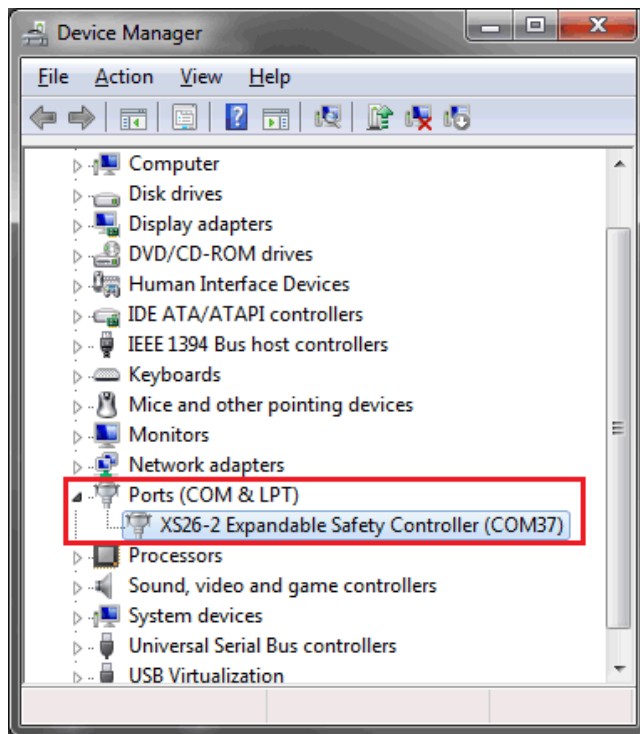 Device Manager
File Action View Help
Computer
Disk drives
Display adapters
DVD/CD-ROM drives
Human Interface Devices
IDE ATA/ATAPI controllers
IEEE 1394 Bus host controllers
Keyboards
Mice and other pointing devices
Monitors
Network adapters
Ports (COM & LPT)
XS26-2 Expandable Safety Controller (COM37)
Processors
Sound, video and game controllers
System devices
Universal Serial Bus controllers
USB Virtualization